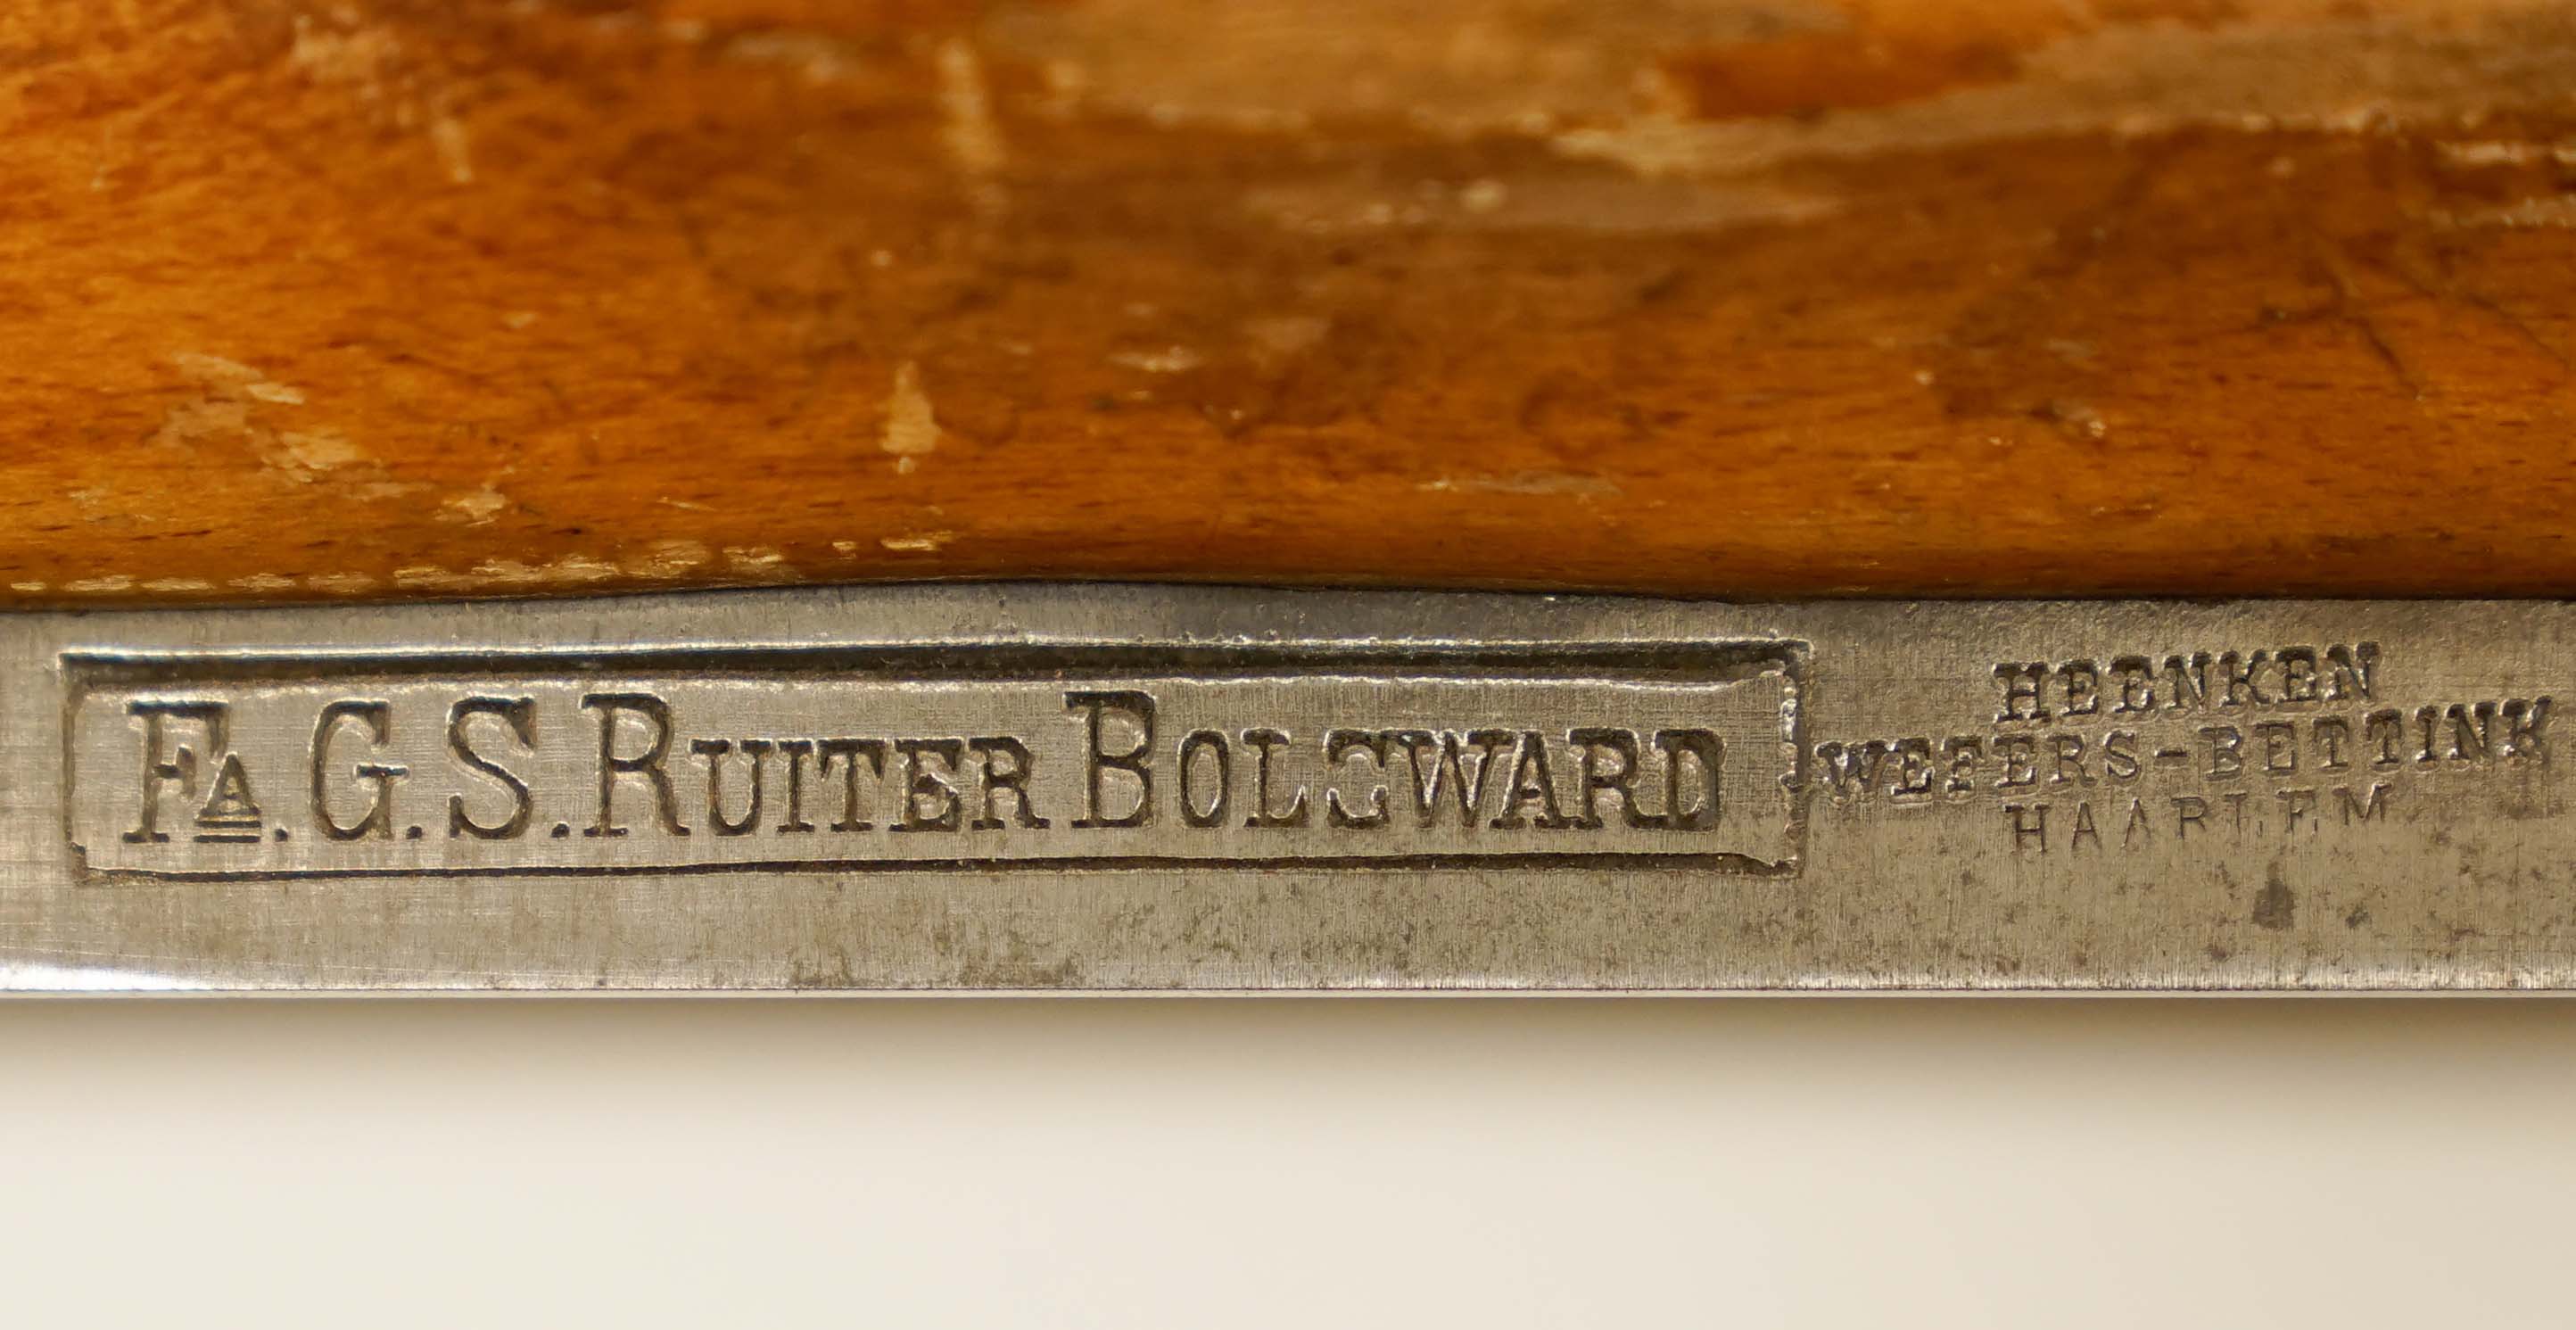 FA. G. S. RUITER BOLSWARD
HEENKEN
WEFERS-BETTINK
HAARLEM